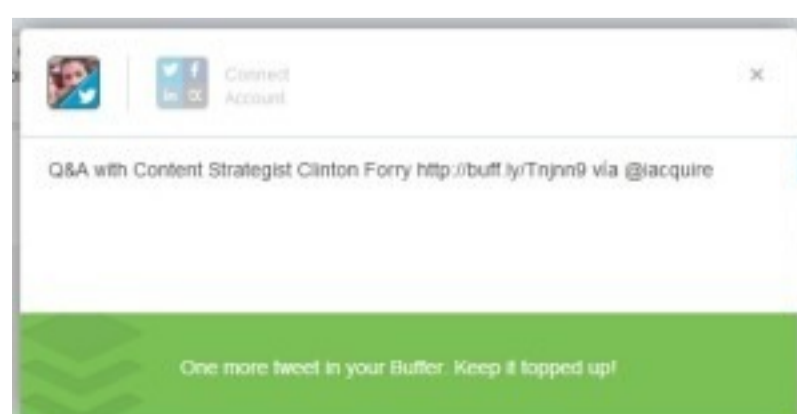 Connect
Account
×
Q&A with Content Strategist Clinton Forry http://buff.ly/Tnjnn9 via @iacquire
One more tweet in your Buffer. Keep it topped up!